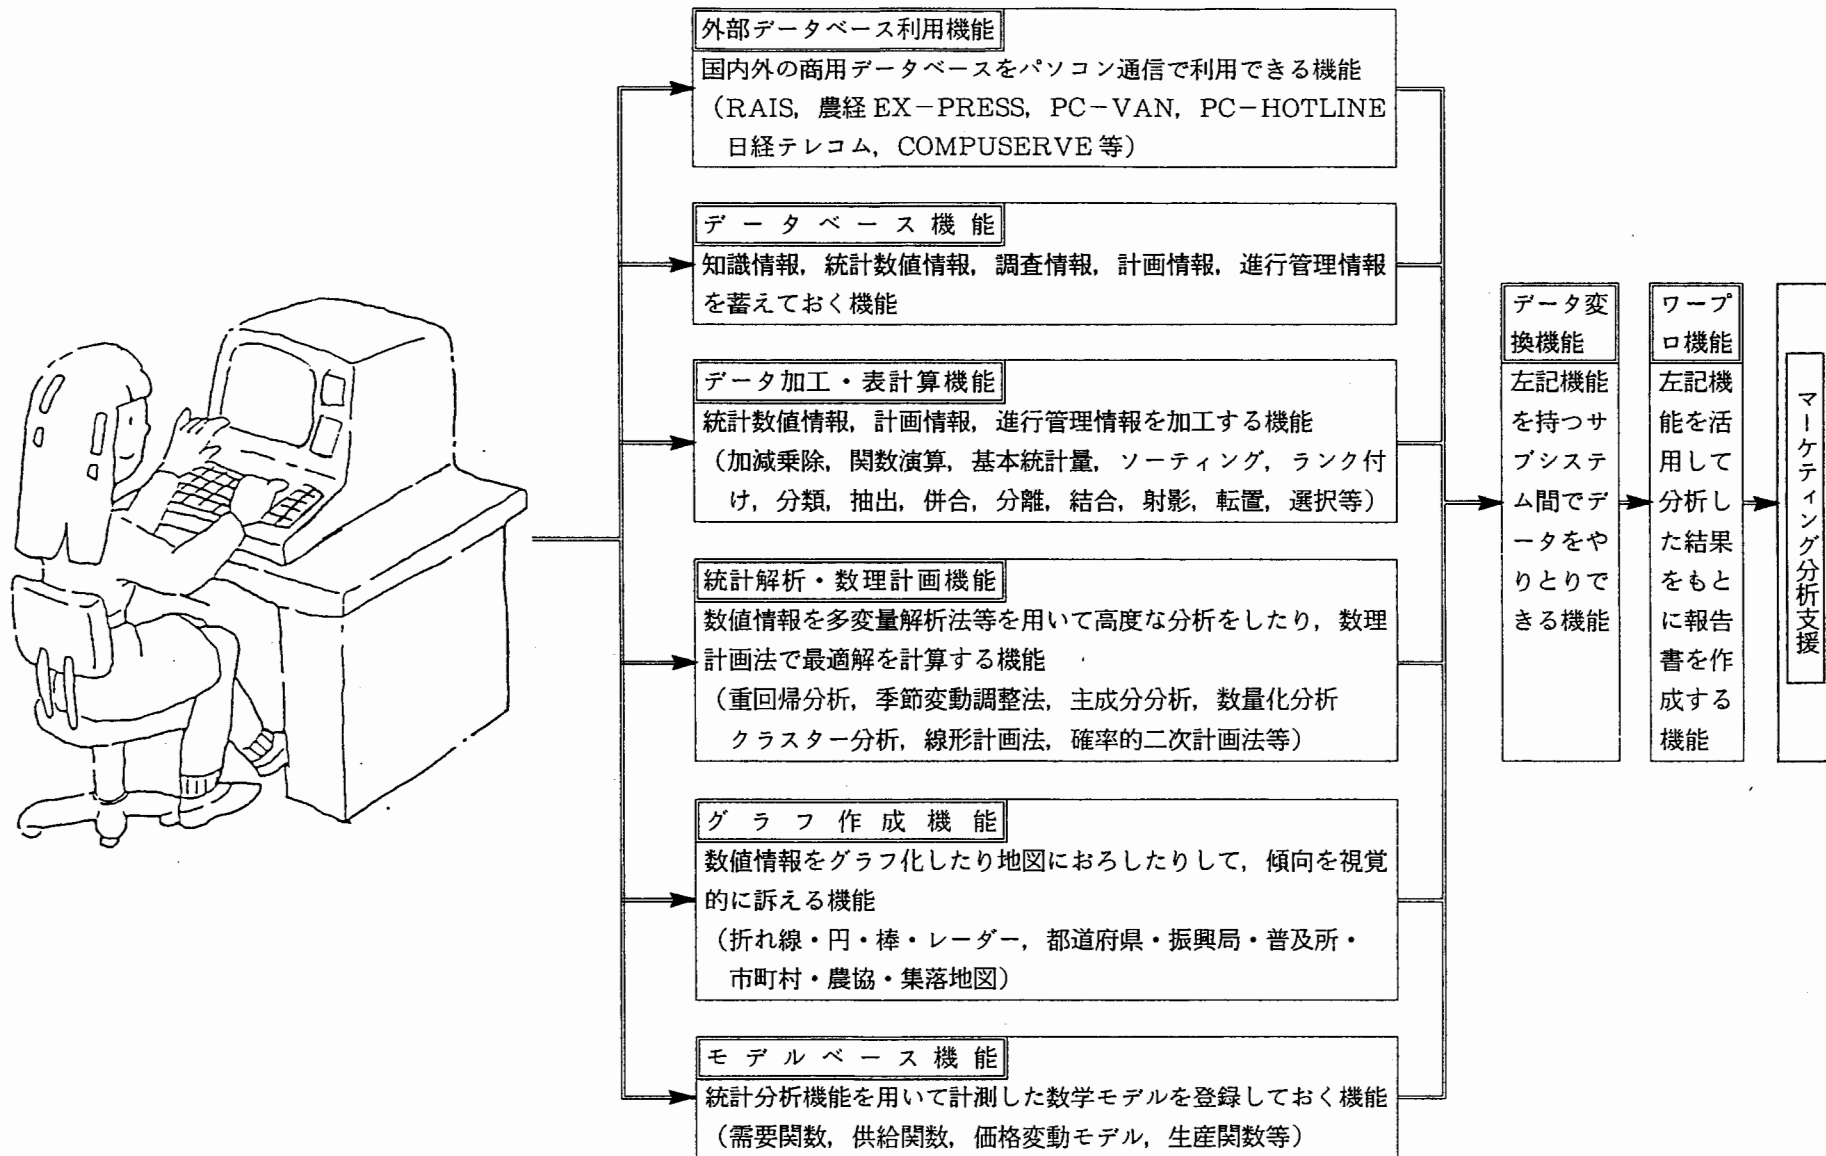 外部データベース利用機能
国内外の商用データベースをパソコン通信で利用できる機能
（RAIS，農経EX－PRESS，PC－VAN，PC－HOTLINE
日経テレコム，COMPUSERVE等）
データベース機能
知識情報，統計数値情報，調査情報，計画情報，進行管理情報
を蓄えておく機能
データ加工・表計算機能
統計数値情報，計画情報，進行管理情報を加工する機能
（加減乗除，関数演算，基本統計量，ソーティング，ランク付
け，分類，抽出，併合，分離，結合，射影，転置，選択等）
統計解析・数理計画機能
数値情報を多変量解析法等を用いて高度な分析をしたり，数理
計画法で最適解を計算する機能
（重回帰分析，季節変動調整法，主成分分析，数量化分析
クラスター分析，線形計画法，確率的二次計画法等）
グラフ作成機能
数値情報をグラフ化したり地図におろしたりして，傾向を視覚
的に訴える機能
（折れ線・円・棒・レーダー，都道府県・振興局・普及所・
市町村・農協・集落地図）
モデルベース機能
統計分析機能を用いて計測した数学モデルを登録しておく機能
（需要関数，供給関数，価格変動モデル，生産関数等）
データ変
換機能
左記機能
を持つサ
ブシステ
ム間でデ
ータをや
りとりで
きる機能
ワープ
ロ機能
左記機
能を活
用して
分析し
た結果
をもと
に報告
書を作
成する
機能
マーケティング分析支援